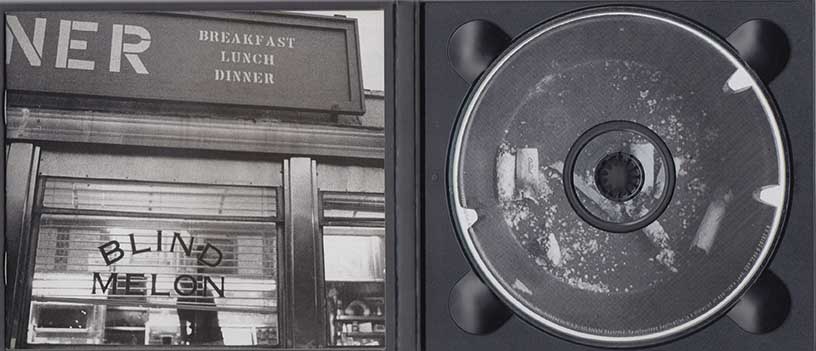 NER
BREAKFAST
LUNCH
DINNER
BLIND
MELON